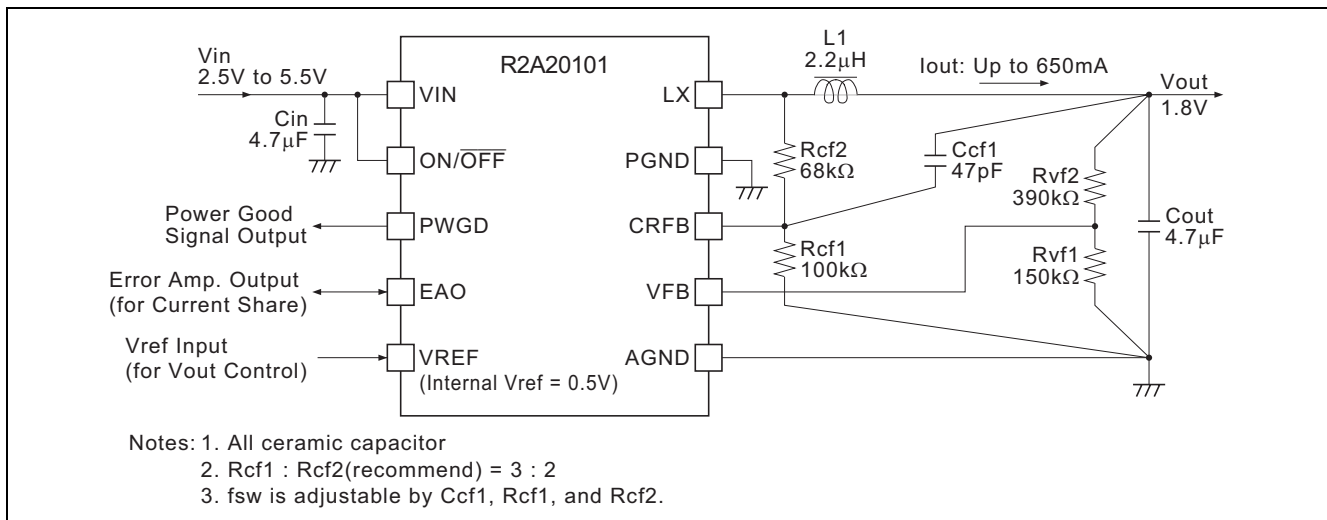 Vin
2.5V to 5.5V
Cin
4.7μF
R2A20101
VIN
ON/OFF
PWGD
EAO
VREF
(Internal Vref = 0.5V)
LX
PGND
CRFB
VFB
AGND
Power Good
Signal Output
Error Amp. Output
(for Current Share)
Vref Input
(for Vout Control)
L1
2.2μH
Iout: Up to 650mA
Vout
1.8V
Rcf2
68kΩ
Ccf1
47pF
Rvf2
390kΩ
Cout
4.7μF
Rcf1
100kΩ
Rvf1
150kΩ
Notes: 1. All ceramic capacitor
2. Rcf1 : Rcf2(recommend) = 3 : 2
3. fsw is adjustable by Ccf1, Rcf1, and Rcf2.